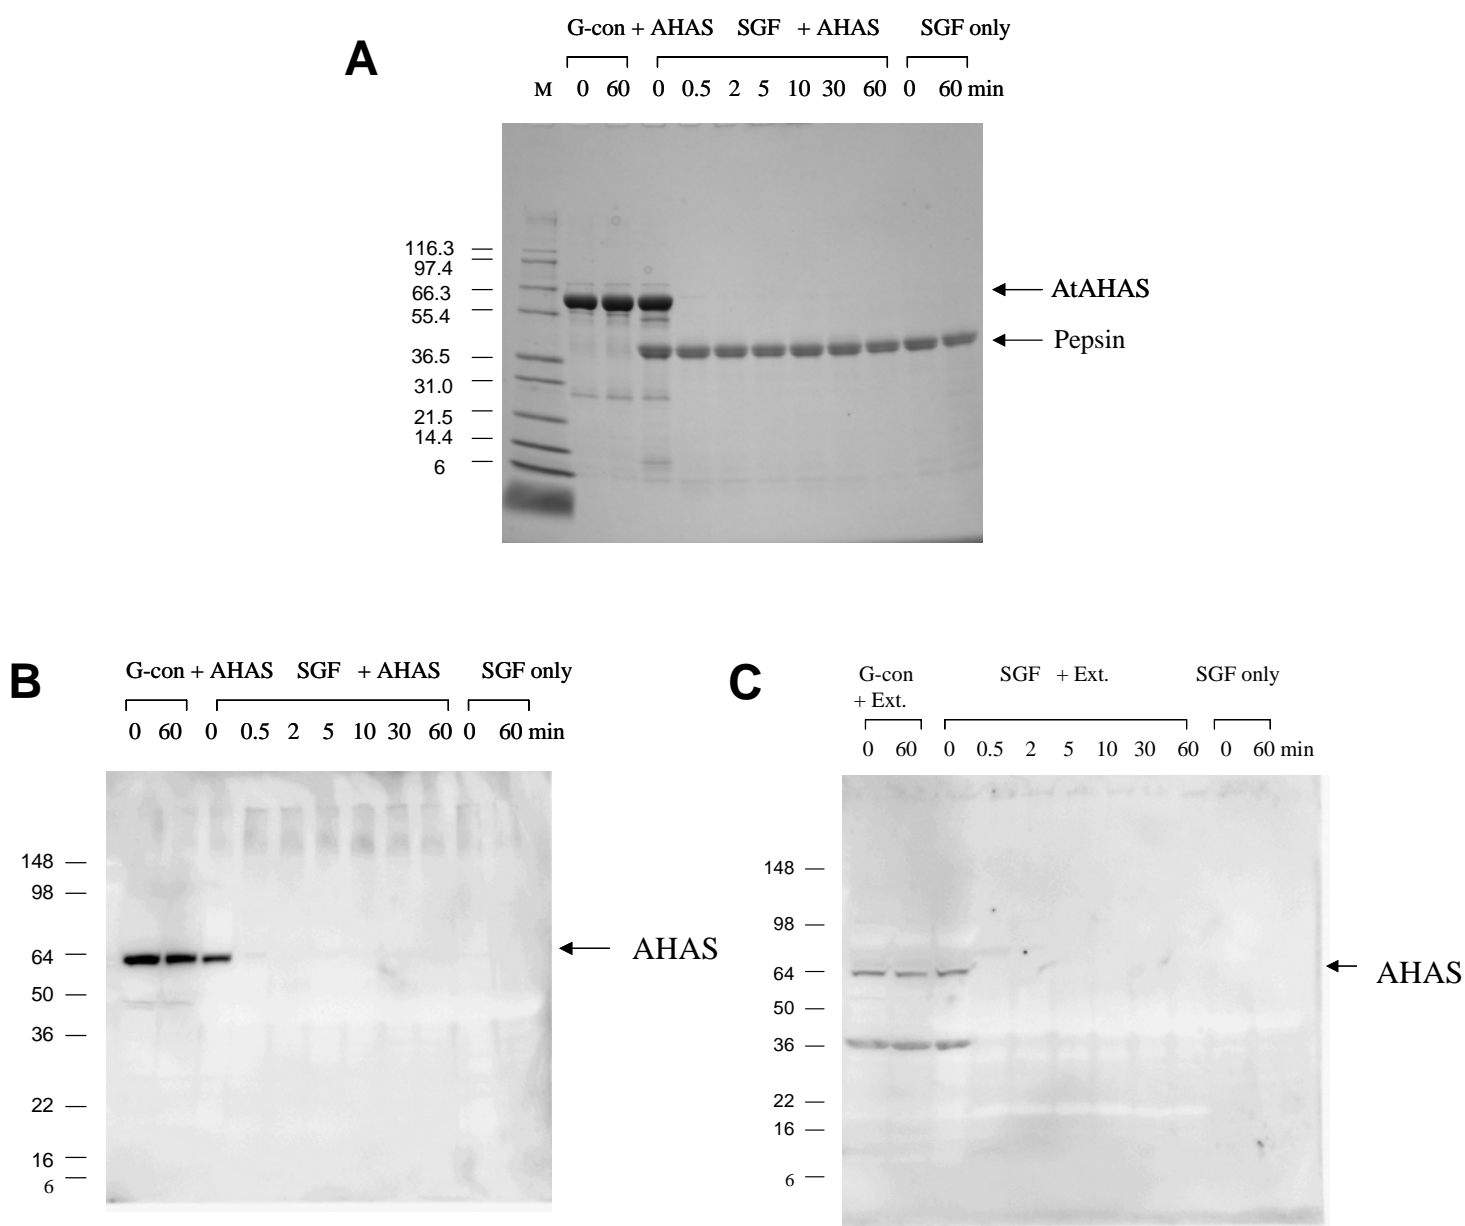 A
G-con + AHAS SGF + AHAS SGF only
M 0 60 0 0.5 2 5 10 30 60 0 60 min
116.3
97.4
66.3
55.4
36.5
31.0
21.5
14.4
6
AtAHAS
Pepsin
B
G-con + AHAS SGF + AHAS SGF only
0 60 0 0.5 2 5 10 30 60 0 60 min
148
98
64
50
36
22
16
6
AHAS
C
G-con
+ Ext.
SGF + Ext. SGF only
0 60 0 0.5 2 5 10 30 60 0 60 min
148
98
64
50
36
22
16
6
AHAS